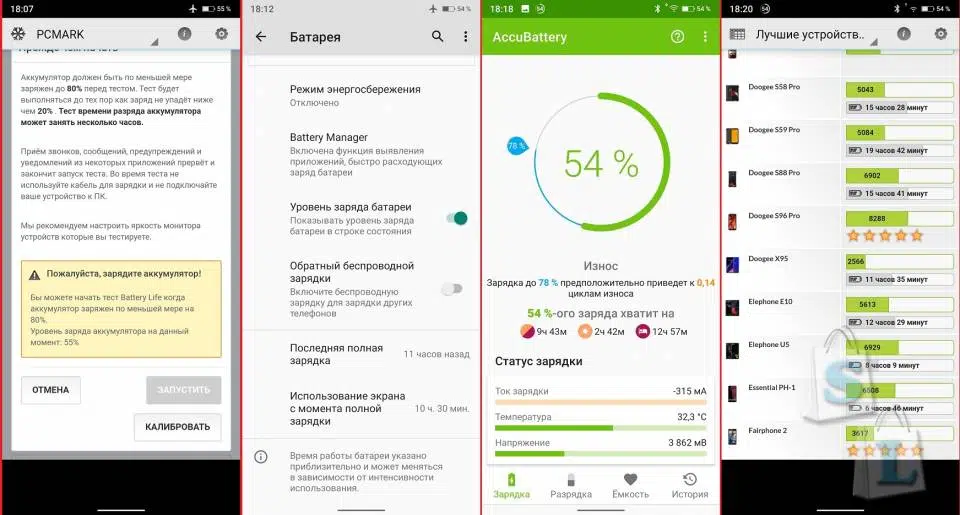 18:07
55 %
PCMARK
Прежде чем начать
Аккумулятор должен быть по меньшей мере
заряжен до 80% перед тестом. Тест будет
выполняться до тех пор как заряд не упадёт ниже
чем 20% . Тест времени разряда аккумулятора
может занять несколько часов.
Приём звонков, сообщений, предупреждений и
уведомлений из некоторых приложений прервёт и
закончит запуск теста. Во время теста не
используйте кабель для зарядки и не подключайте
ваше устройство к ПК.
Мы рекомендуем настроить яркость монитора
устройств которые вы тестируете.
Пожалуйста, зарядите аккумулятор!
Бы можете начать тест Battery Life когда
аккумулятор заряжен по меньшей мере на
80%.
Уровень заряда аккумулятора на данный
момент: 55%
ОТМЕНА
ЗАПУСТИТЬ
КАЛИБРОВАТЬ
18:12
54 %
Батарея
Режим энергосбережения
Отключено
Battery Manager
Включена функция выявления
приложений, быстро расходующих
заряд батареи
Уровень заряда батареи
Показывать уровень заряда
батареи в строке состояния
Обратный беспроводной
зарядки
Включите беспроводную
зарядку для зарядки других
телефонов
Последняя полная
зарядка
11 часов назад
Использование экрана
с момента полной
зарядки
10 ч. 30 мин.
Время работы батареи указано
приблизительно и может меняться
в зависимости от интенсивности
использования.
18:18
54
54 %
AccuBattery
78 %
54 %
Износ
Зарядка до 78 % предположительно приведет к 0,14
циклам износа
54 %-ого заряда хватит на
9ч 43м
2ч 42м
12ч 57м
Статус зарядки
Ток зарядки
-315 мА
Температура
32,3 °C
Напряжение
3 862 мВ
Зарядка
Разрядка
Емкость
История
18:20
54
54 %
Лучшие устройств..
Doogee S58 Pro
5043
15 часов 28 минут
Doogee S59 Pro
5084
19 часов 42 минут
Doogee S88 Pro
6902
15 часов 41 минут
Doogee S96 Pro
8288
Doogee X95
2566
11 часов 35 минут
Elephone E10
5613
12 часов 29 минут
Elephone U5
6929
8 часов 9 минут
Essential PH-1
6508
6 часов 46 минут
Fairphone 2
3617
S
L